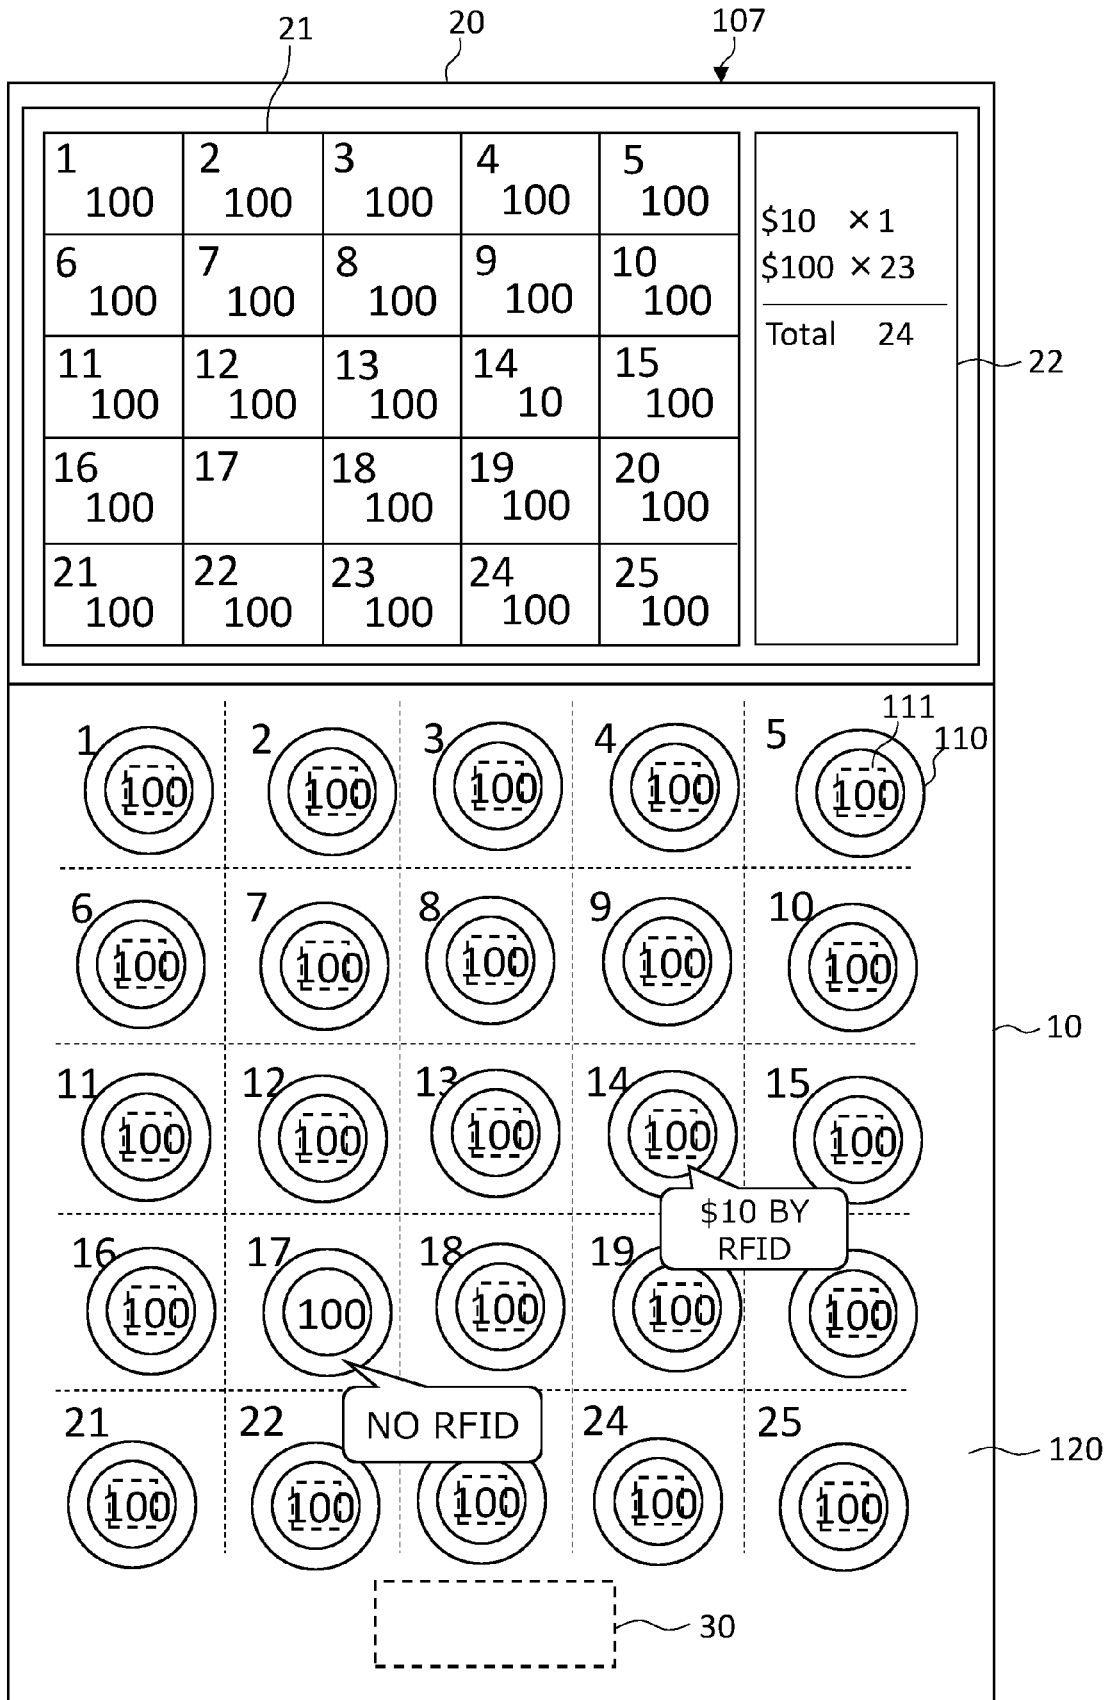 21 20 107
1 2 3 4 5
100 100 100 100 100
6 7 8 9 10
100 100 100 100 100
11 12 13 14 15
100 100 100 10 100
16 17 18 19 20
100 100 100 100
21 22 23 24 25
100 100 100 100 100
$10 × 1
$100 × 23
Total 24
22
1 2 3 4 5 111 110
100 100 100 100 100
6 7 8 9 10
100 100 100 100 100
10
11 12 13 14 15
100 100 100 100 100
$10 BY
RFID
16 17 18 19
100 100 100 100 100
NO RFID
21 22 24 25
100 100 100 100 100
120
30